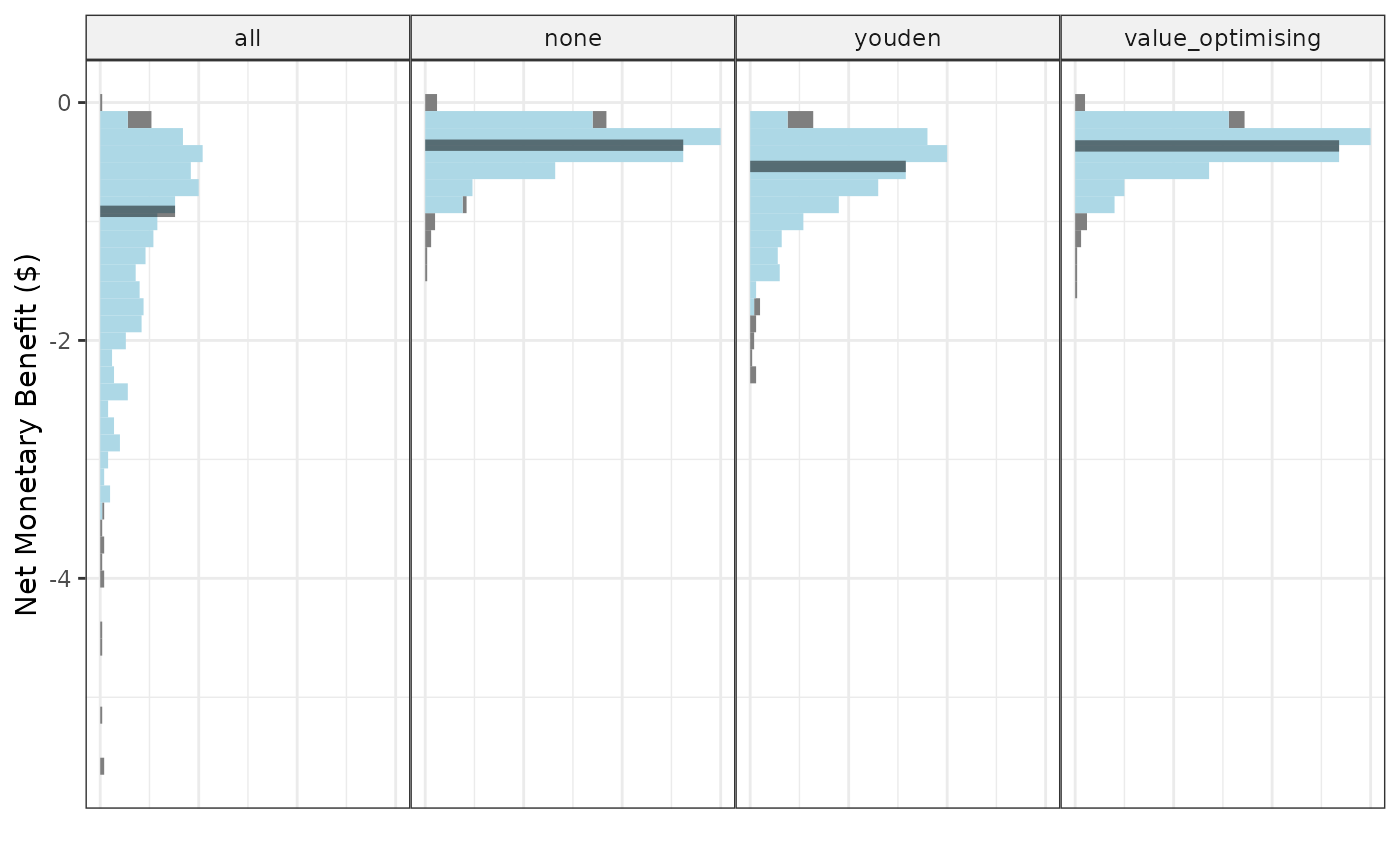 all
none
youden
value_optimising
Net Monetary Benefit ($)
0
-2
-4